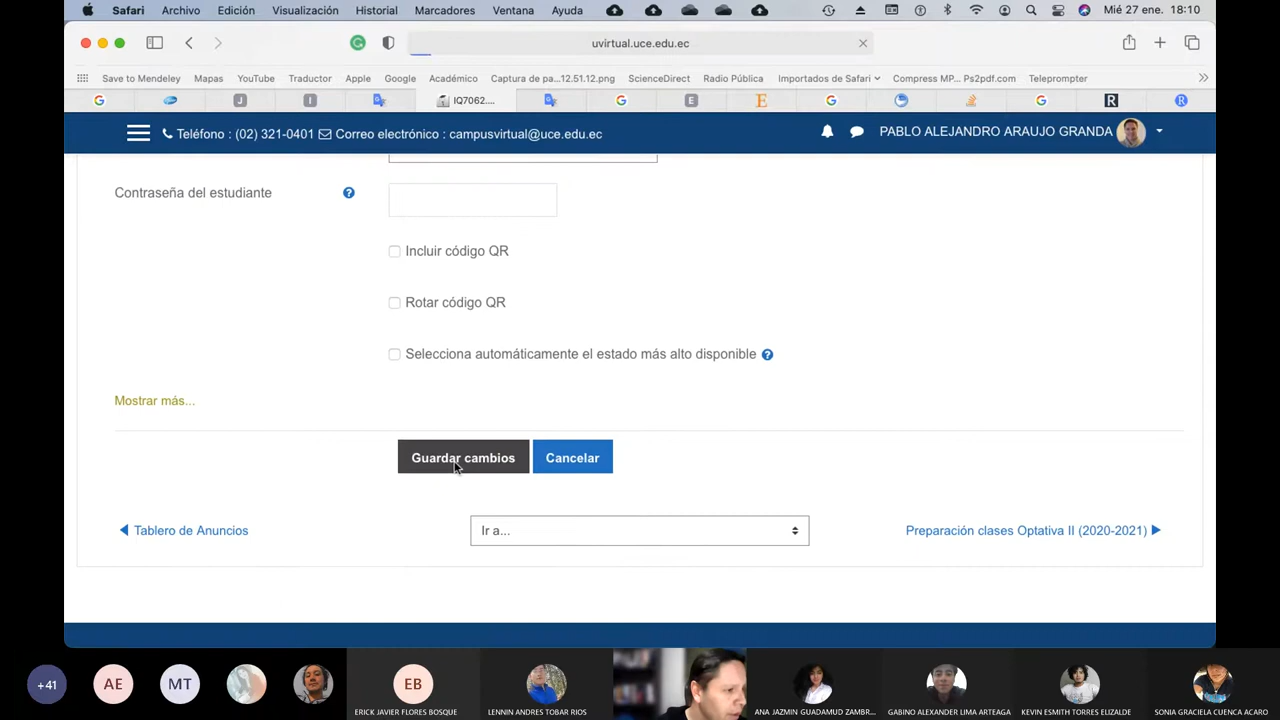 Safari Archivo Edición Visualización Historial Marcadores Ventana Ayuda Mié 27 ene. 18:10
uvirtual.uce.edu.ec
Save to Mendeley Mapas YouTube Traductor Apple Google Académico Captura de pa...12.51.12.png ScienceDirect Radio Pública Importados de Safari Compress MP... Ps2pdf.com Teleprompter
IQ7062....
Teléfono : (02) 321-0401 Correo electrónico : campusvirtual@uce.edu.ec PABLO ALEJANDRO ARAUJO GRANDA
Contraseña del estudiante
Incluir código QR
Rotar código QR
Selecciona automáticamente el estado más alto disponible
Mostrar más...
Guardar cambios Cancelar
Tablero de Anuncios Ir a... Preparación clases Optativa II (2020-2021)
+41 AE MT EB
ERICK JAVIER FLORES BOSQUE LENNIN ANDRES TOBAR RIOS ANA JAZMIN GUADAMUD ZAMBR... GABINO ALEXANDER LIMA ARTEAGA KEVIN ESMITH TORRES ELIZALDE SONIA GRACIELA CUENCA ACARO